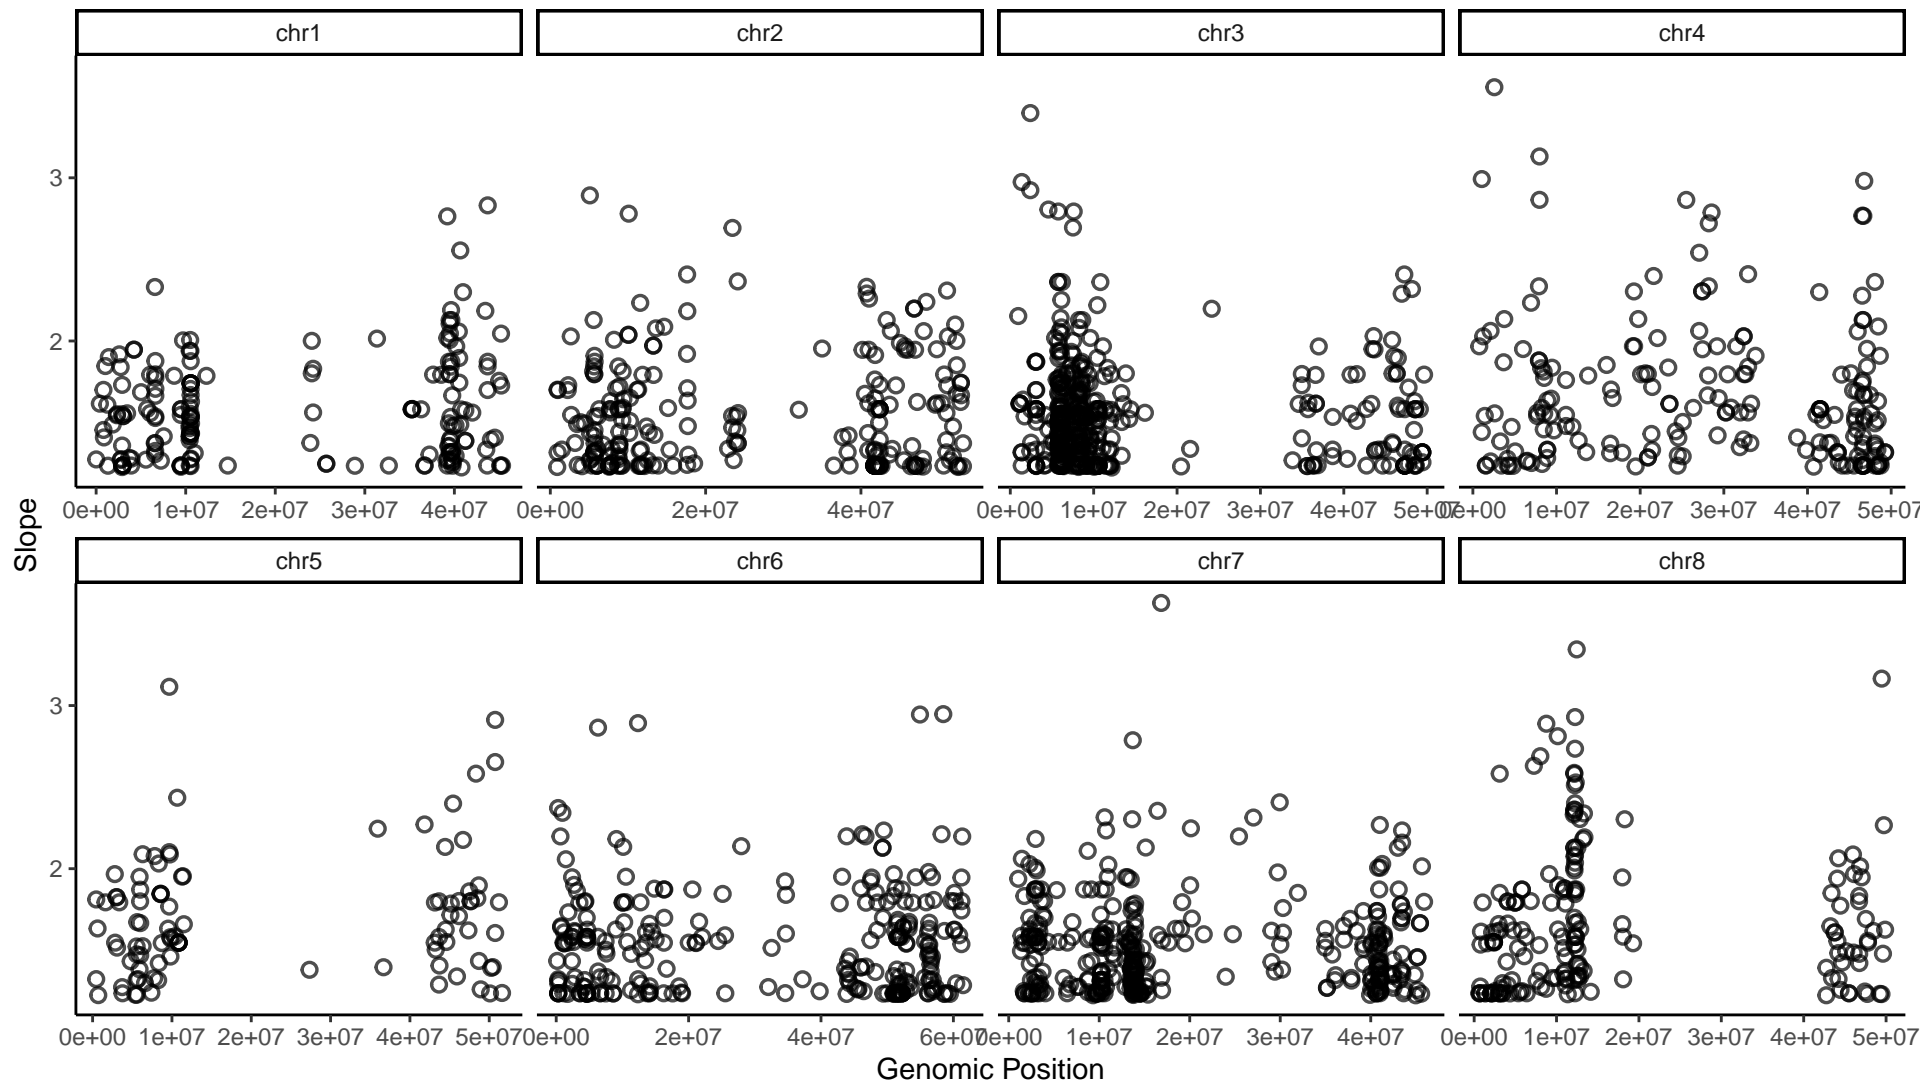 chr1 chr2 chr3 chr4
3
2
0e+00 1e+07 2e+07 3e+07 4e+07 0e+00 2e+07 4e+07 0e+00 1e+07 2e+07 3e+07 4e+07 5e+07 0e+00 1e+07 2e+07 3e+07 4e+07 5e+07
Slope
chr5 chr6 chr7 chr8
3
2
0e+00 1e+07 2e+07 3e+07 4e+07 5e+07 0e+00 2e+07 4e+07 6e+07 0e+00 1e+07 2e+07 3e+07 4e+07 0e+00 1e+07 2e+07 3e+07 4e+07 5e+07
Genomic Position